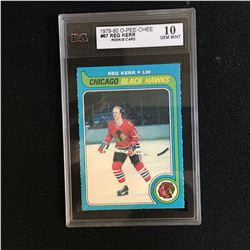 1979-80 O-PEE-CHEE
#67 REG KERR
ROOKIE CARD
10
GEM MINT
REG KERR • LW
CHICAGO BLACK HAWKS